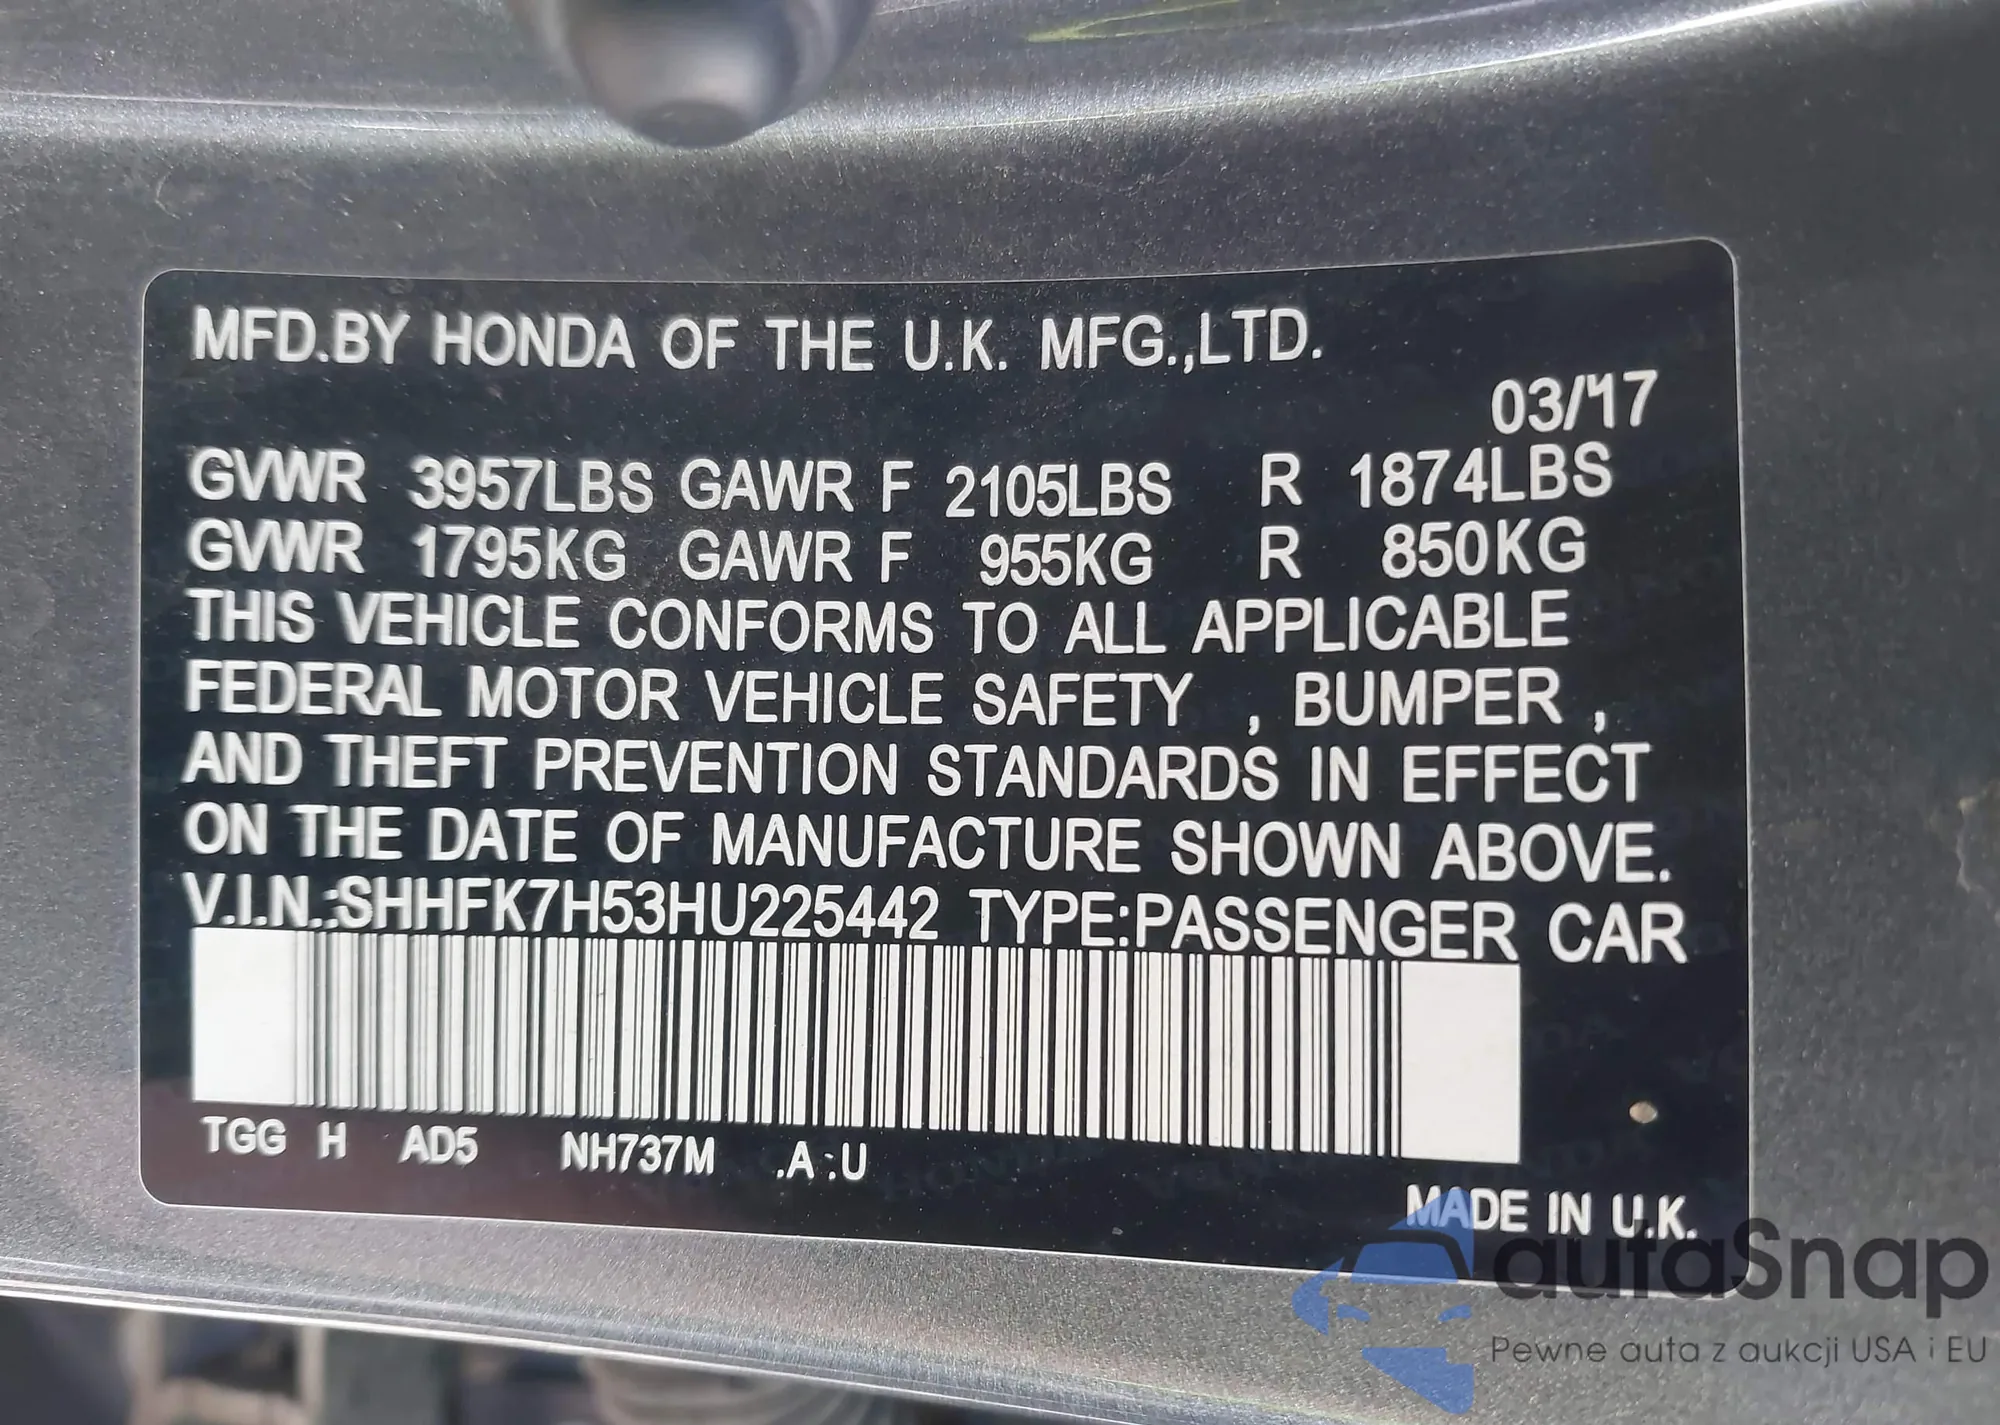 MFD.BY HONDA OF THE U.K. MFG.,LTD.
03/17
GVWR 3957LBS GAWR F 2105LBS R 1874LBS
GVWR 1795KG GAWR F 955KG R 850KG
THIS VEHICLE CONFORMS TO ALL APPLICABLE
FEDERAL MOTOR VEHICLE SAFETY , BUMPER ,
AND THEFT PREVENTION STANDARDS IN EFFECT
ON THE DATE OF MANUFACTURE SHOWN ABOVE.
V.I.N.:SHHFK7H53HU225442 TYPE:PASSENGER CAR
TGG H AD5 NH737M .A :U
MADE IN U.K.
autaSnap
Pewne auta z aukcji USA i EU